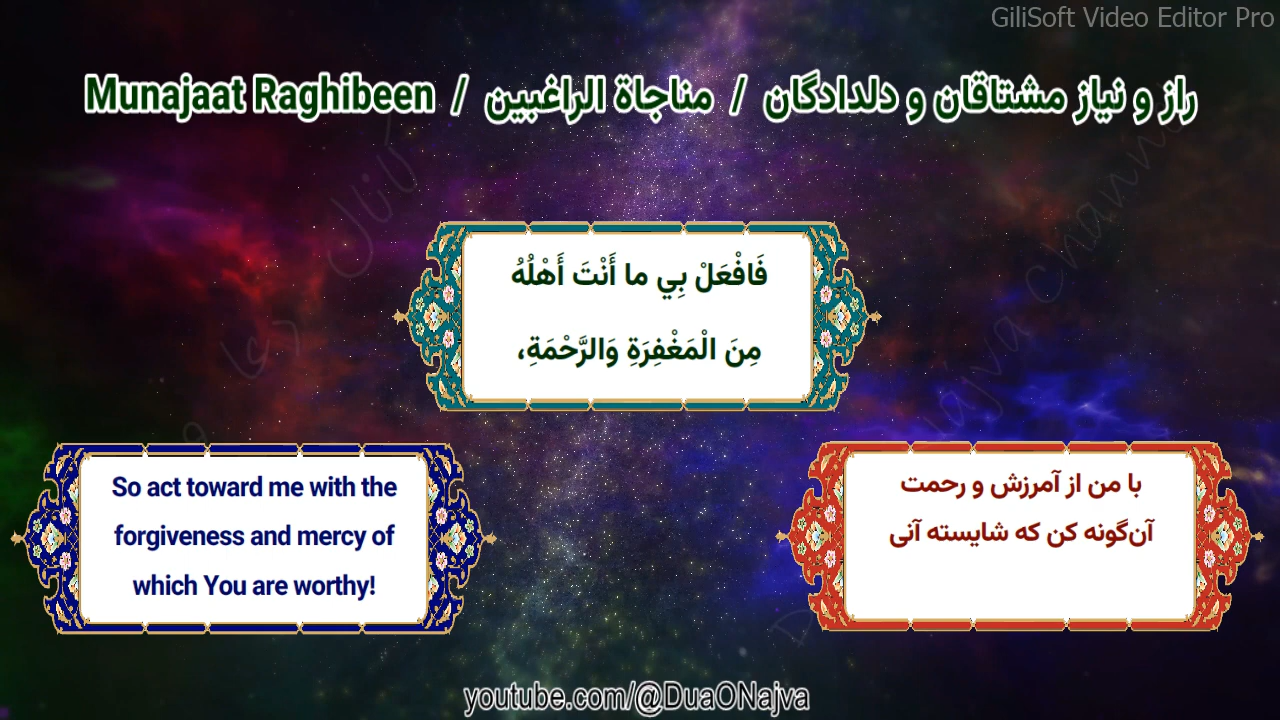 GiliSoft Video Editor Pro
Munajaat Raghibeen / مناجاة الراغبين / راز و نیاز مشتاقان و دلدادگان
فَافْعَلْ بِي ما أَنْتَ أَهْلُهُ
مِنَ الْمَغْفِرَةِ وَالرَّحْمَةِ،
So act toward me with the
forgiveness and mercy of
which You are worthy!
با من از آمرزش و رحمت
آن‌گونه کن که شایسته آنی
youtube.com/@DuaONajva